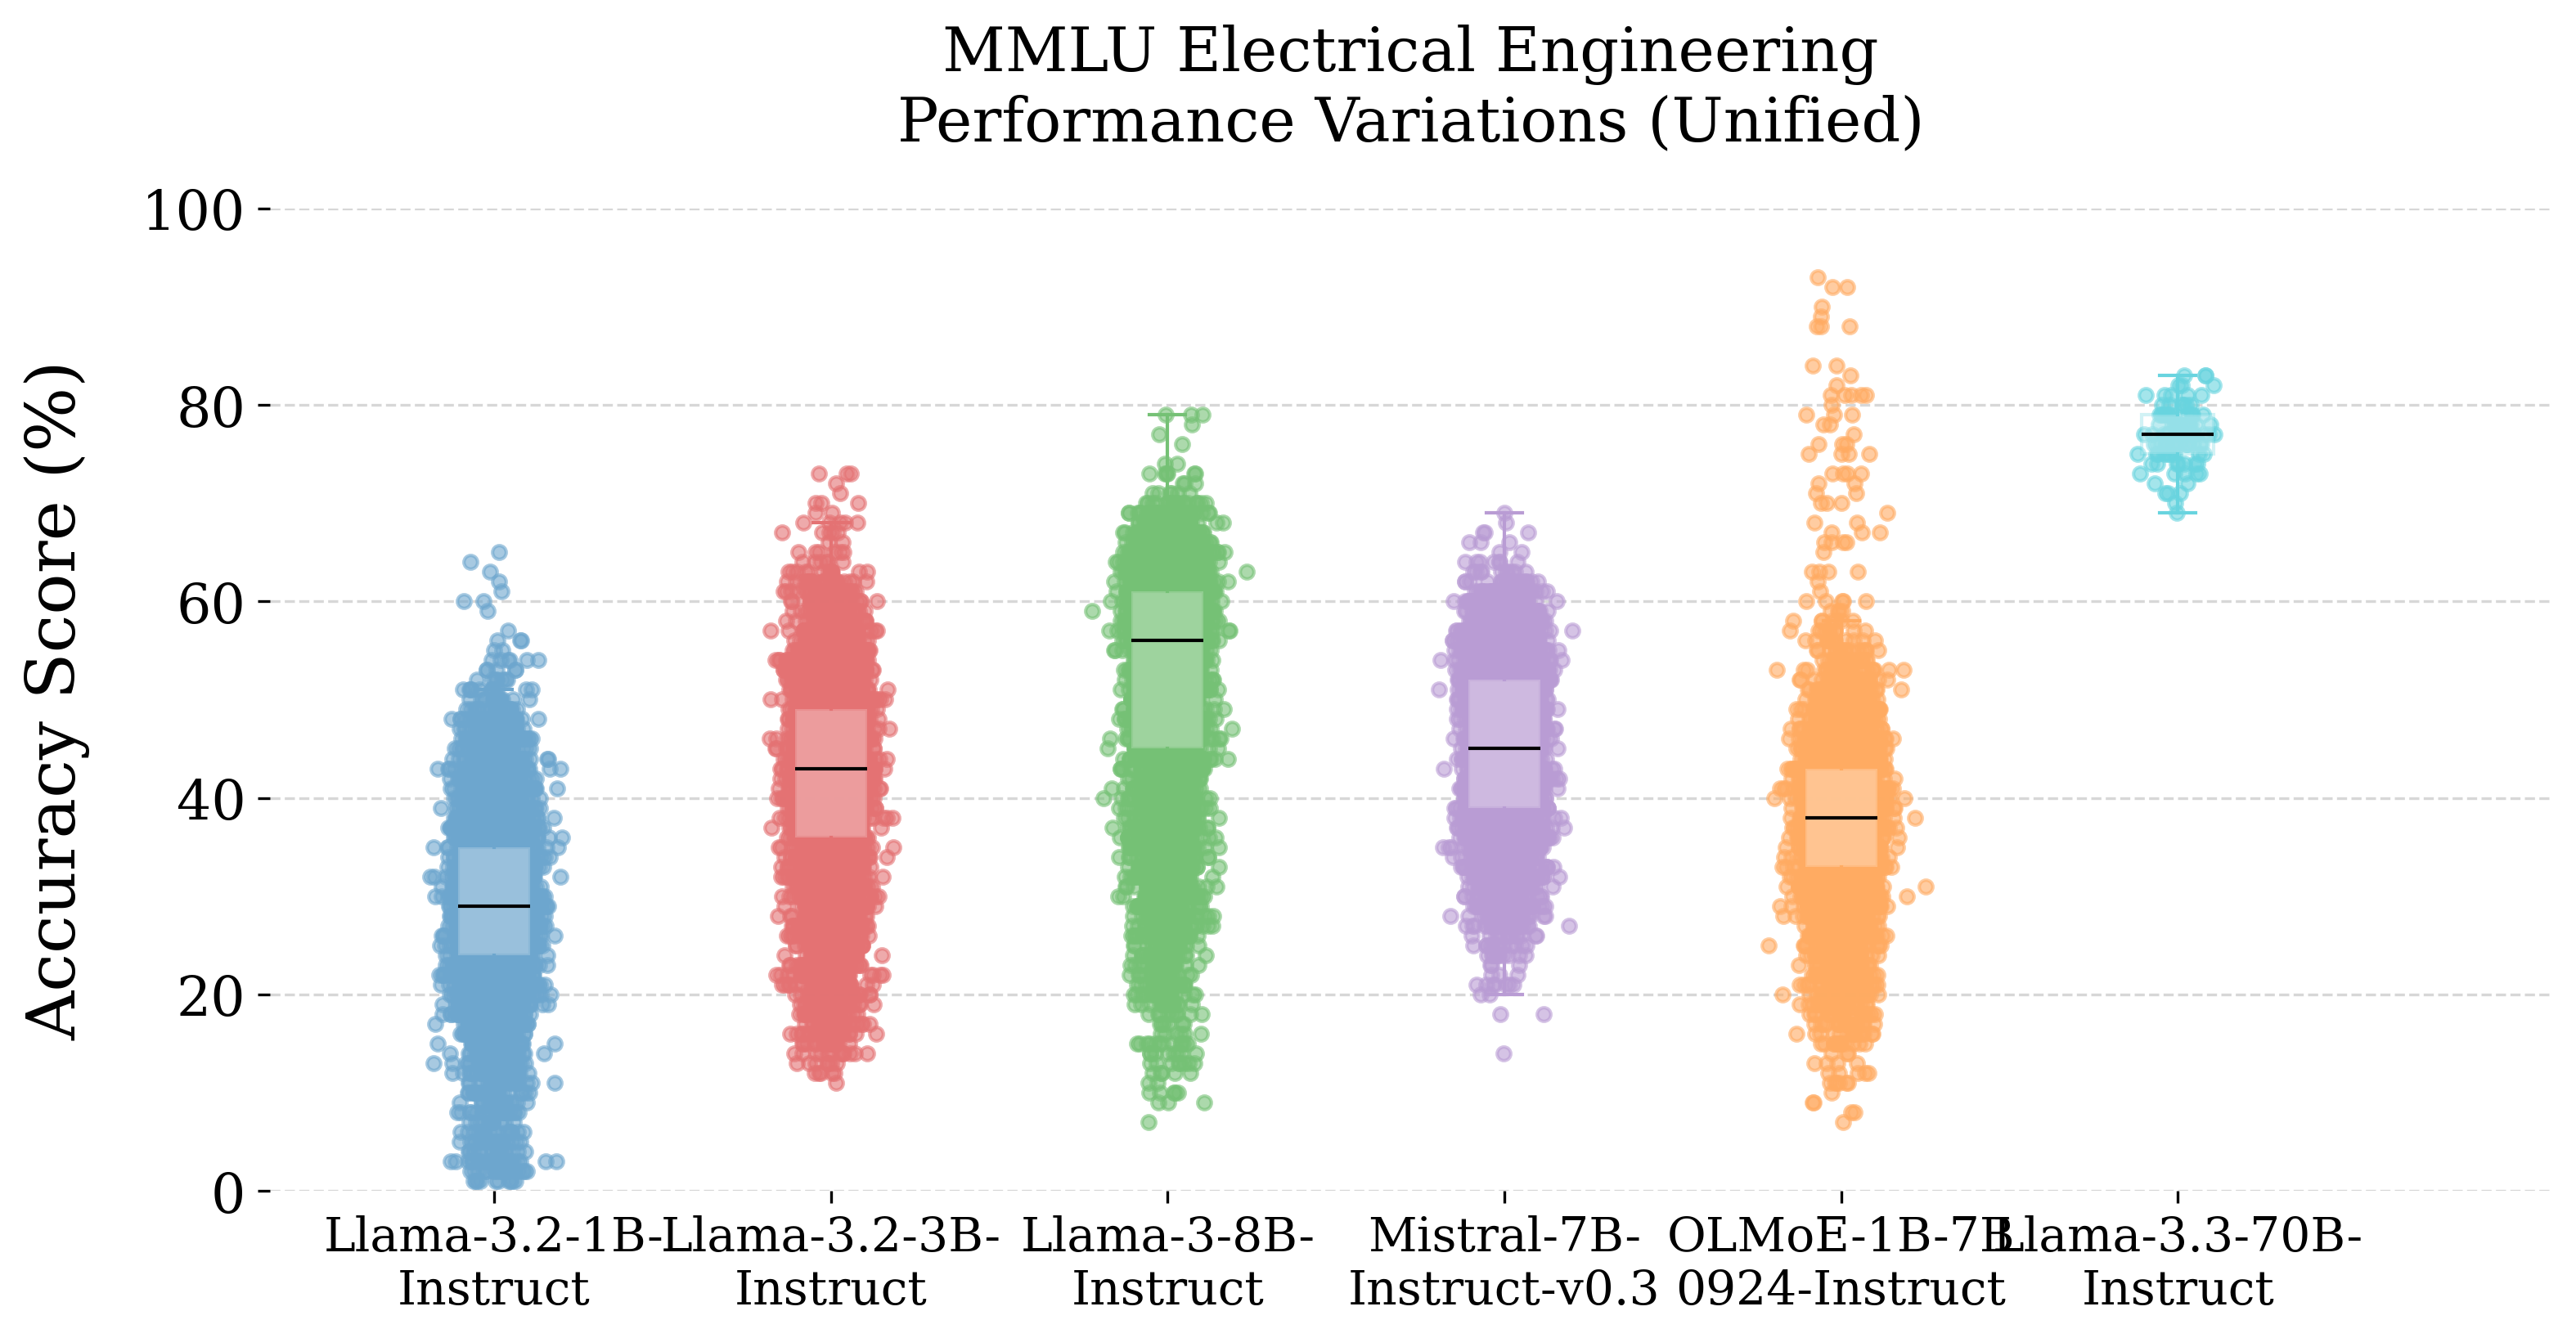 MMLU Electrical Engineering
Performance Variations (Unified)
Accuracy Score (%)
100
80
60
40
20
0
Llama-3.2-1B-
Instruct
Llama-3.2-3B-
Instruct
Llama-3-8B-
Instruct
Mistral-7B-
Instruct-v0.3
OLMoE-1B-7B
0924-Instruct
Llama-3.3-70B-
Instruct